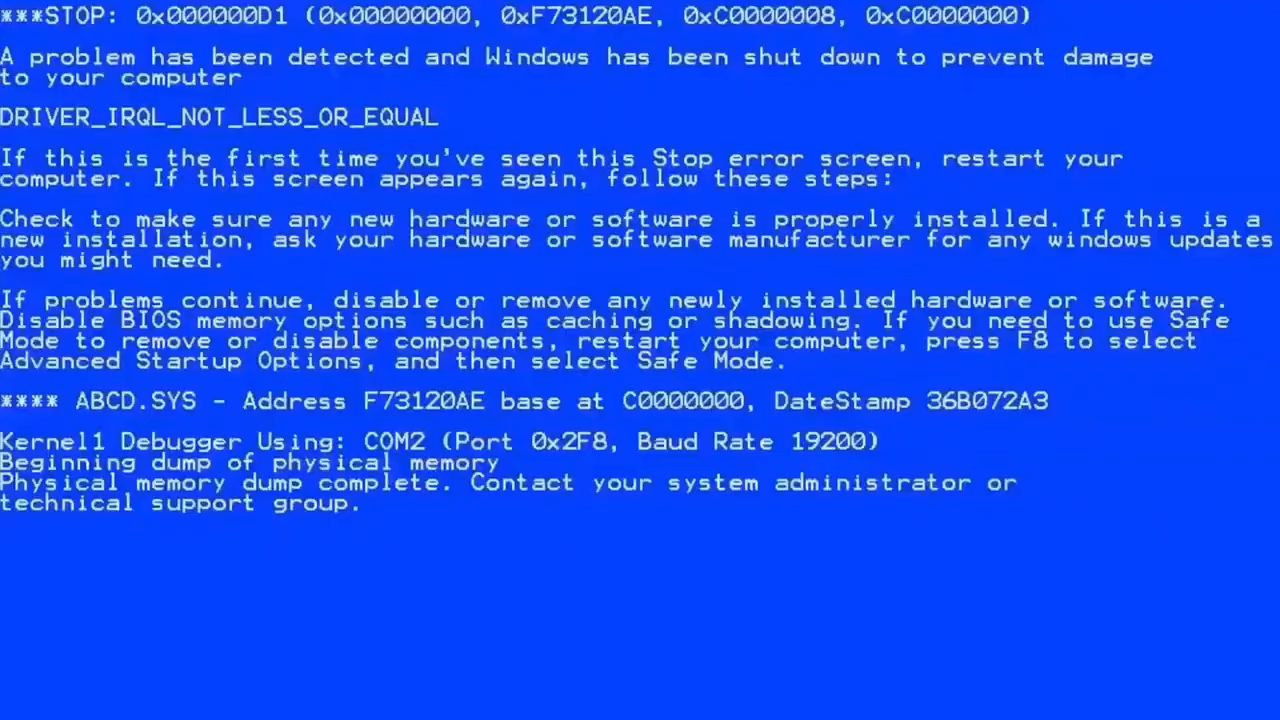 ***STOP: 0x000000D1 (0x00000000, 0xF73120AE, 0xC0000008, 0xC0000000)
A problem has been detected and Windows has been shut down to prevent damage
to your computer
DRIVER_IRQL_NOT_LESS_OR_EQUAL
If this is the first time you've seen this Stop error screen, restart your
computer. If this screen appears again, follow these steps:
Check to make sure any new hardware or software is properly installed. If this is a
new installation, ask your hardware or software manufacturer for any windows updates
you might need.
If problems continue, disable or remove any newly installed hardware or software.
Disable BIOS memory options such as caching or shadowing. If you need to use Safe
Mode to remove or disable components, restart your computer, press F8 to select
Advanced Startup Options, and then select Safe Mode.
**** ABCD.SYS - Address F73120AE base at C0000000, DateStamp 36B072A3
Kernel1 Debugger Using: COM2 (Port 0x2F8, Baud Rate 19200)
Beginning dump of physical memory
Physical memory dump complete. Contact your system administrator or
technical support group.